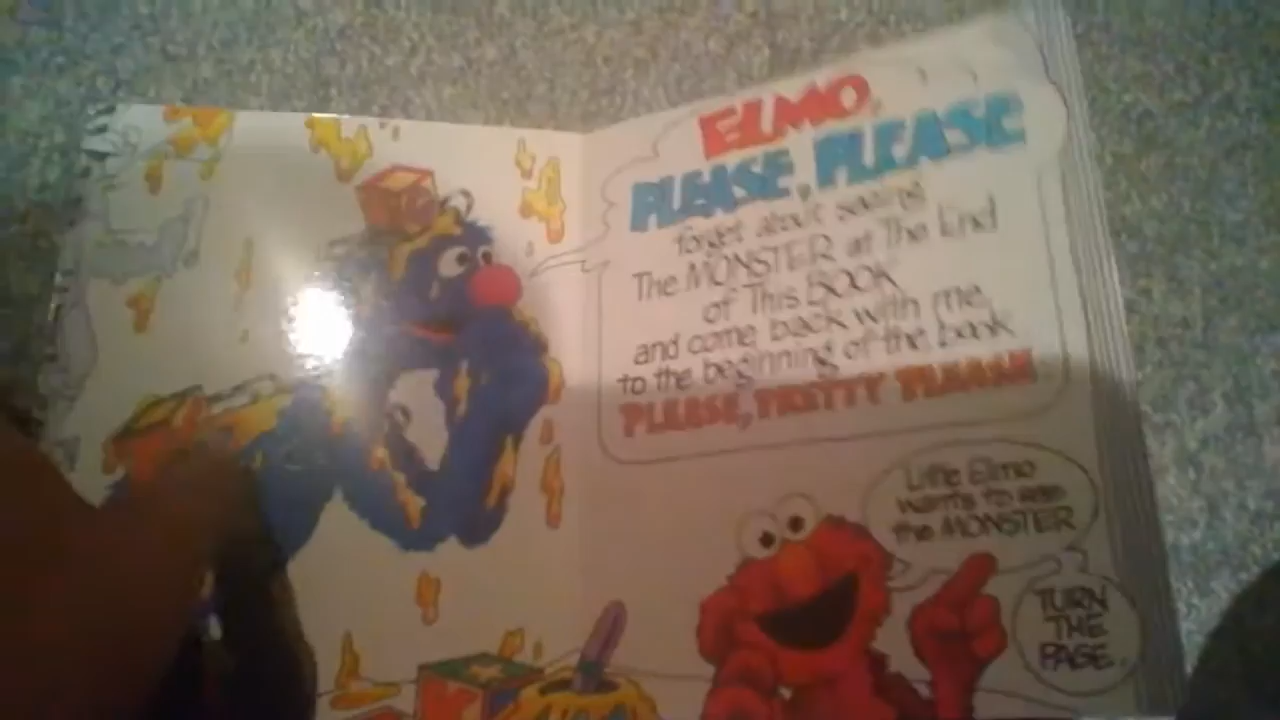 ELMO,
PLEASE, PLEASE
forget about seeing
The MONSTER at The End
of This BOOK
and come back with me,
to the beginning of the book
PLEASE, PRETTY PLEASE
Little Elmo
wants to see
the MONSTER
TURN
THE
PAGE.